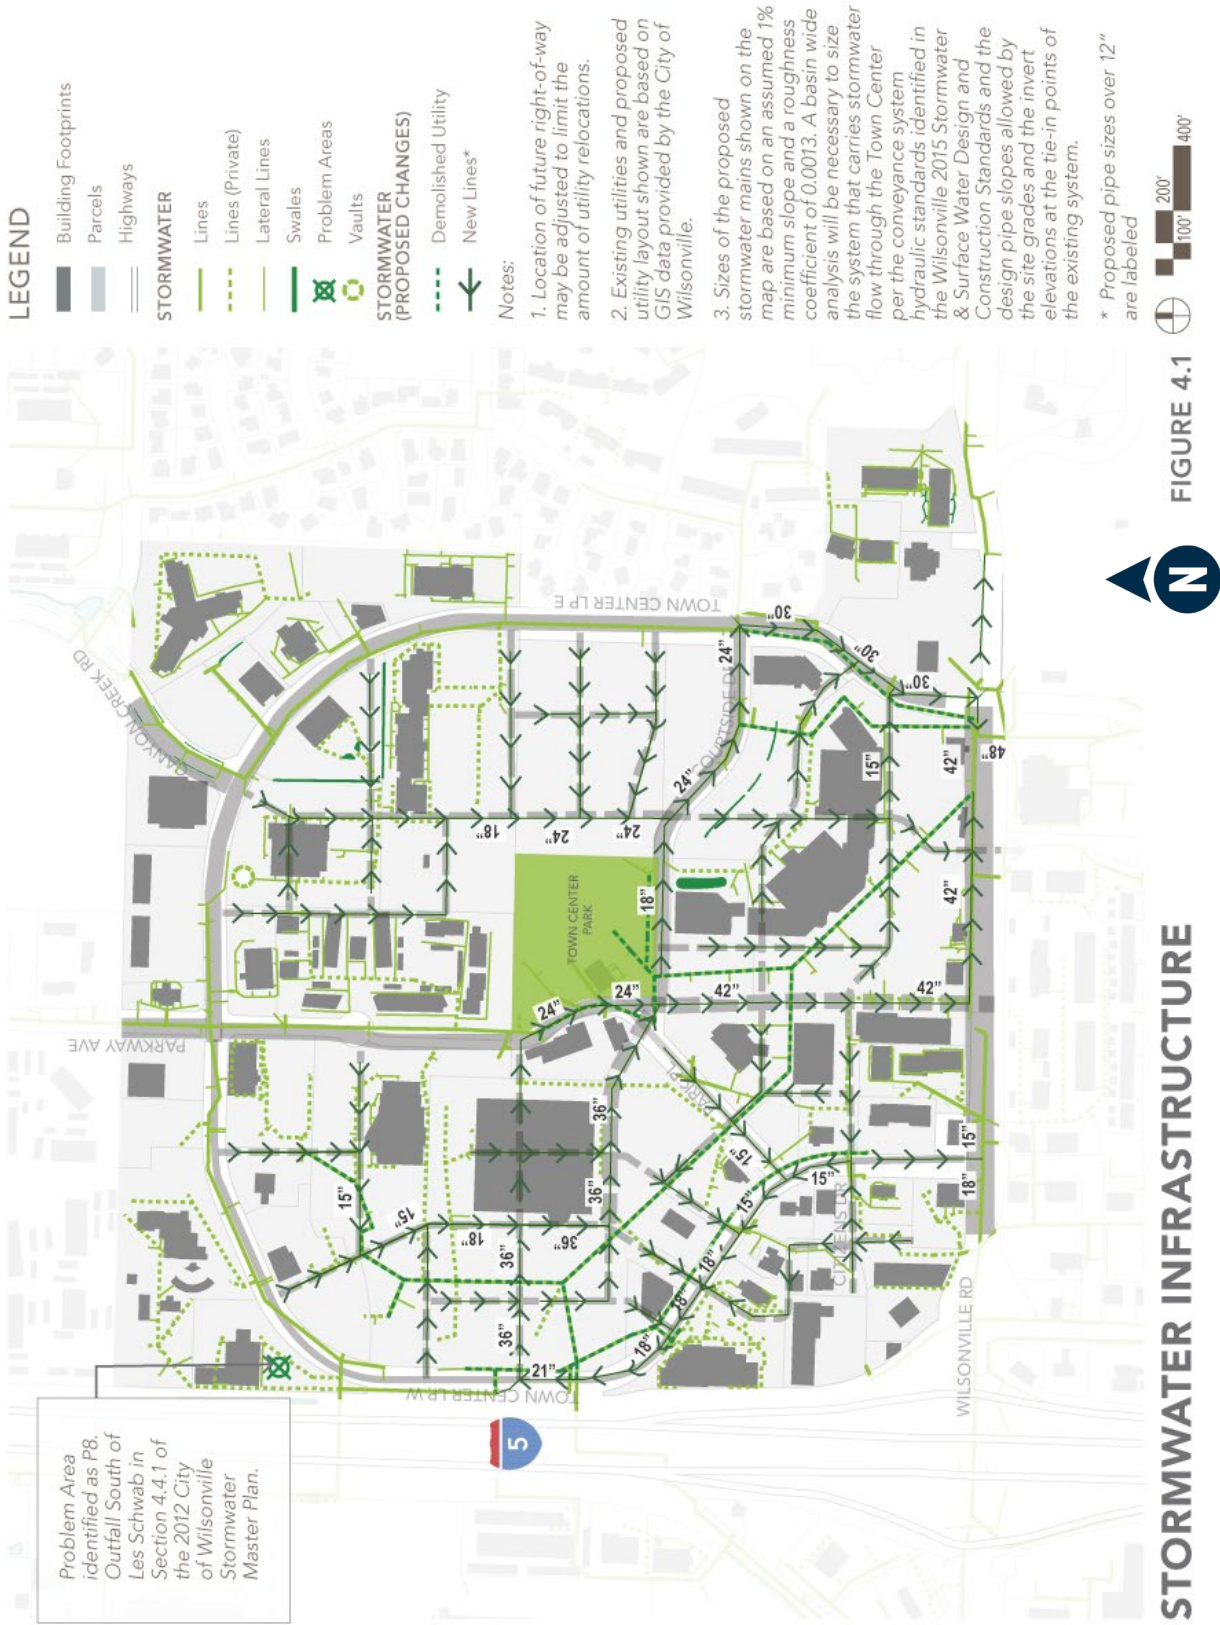 LEGEND
Building Footprints
Parcels
Highways
STORMWATER
Lines
Lines (Private)
Lateral Lines
Swales
Problem Areas
Vaults
STORMWATER
(PROPOSED CHANGES)
Demolished Utility
New Lines*
Notes:
1. Location of future right-of-way
may be adjusted to limit the
amount of utility relocations.
2. Existing utilities and proposed
utility layout shown are based on
GIS data provided by the City of
Wilsonville.
3. Sizes of the proposed
stormwater mains shown on the
map are based on an assumed 1%
minimum slope and a roughness
coefficient of 0.0013. A basin wide
analysis will be necessary to size
the system that carries stormwater
flow through the Town Center
per the conveyance system
hydraulic standards identified in
the Wilsonville 2015 Stormwater
& Surface Water Design and
Construction Standards and the
design pipe slopes allowed by
the site grades and the invert
elevations at the tie-in points of
the existing system.
* Proposed pipe sizes over 12"
are labeled
100' 200' 400'
Problem Area
identified as P8.
Outfall South of
Les Schwab in
Section 4.4.1 of
the 2012 City
of Wilsonville
Stormwater
Master Plan.
CANYON CREEK RD
PARKWAY AVE
TOWN CENTER LP E
TOWN CENTER LP W
TOWN CENTER
PARK
COURTSIDE DR
PARK PL
CITIZENS DR
WILSONVILLE RD
5
15"
15"
18"
36"
36"
36"
36"
36"
21"
18"
18"
18"
15"
15"
15"
15"
18"
24"
24"
18"
42"
42"
42"
42"
48"
18"
24"
24"
24"
24"
30"
30"
30"
15"
N
STORMWATER INFRASTRUCTURE
FIGURE 4.1